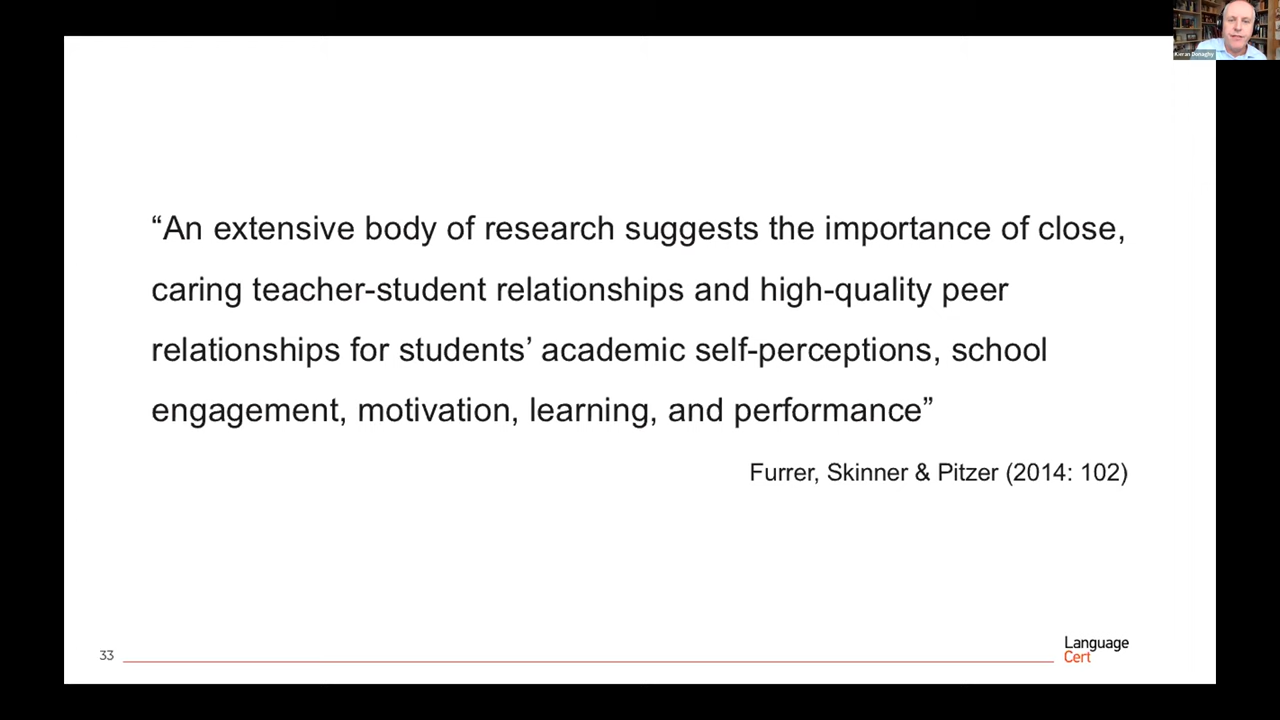 Kieran Donaghy
“An extensive body of research suggests the importance of close,
caring teacher-student relationships and high-quality peer
relationships for students’ academic self-perceptions, school
engagement, motivation, learning, and performance”
Furrer, Skinner & Pitzer (2014: 102)
33
Language
Cert